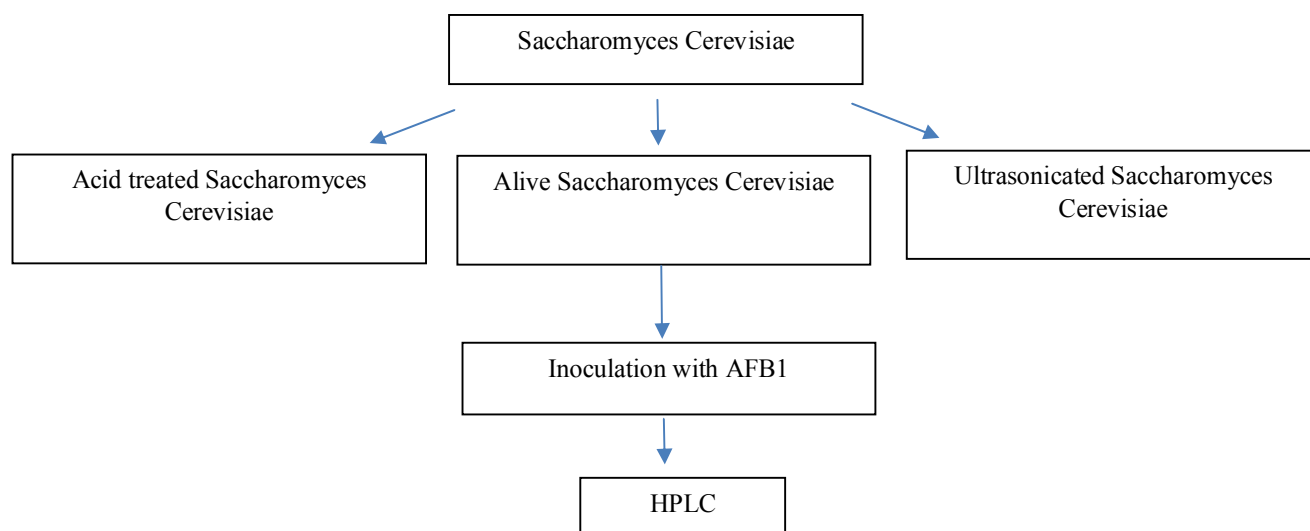 Saccharomyces Cerevisiae
Acid treated Saccharomyces
Cerevisiae
Alive Saccharomyces Cerevisiae
Ultrasonicated Saccharomyces
Cerevisiae
Inoculation with AFB1
HPLC